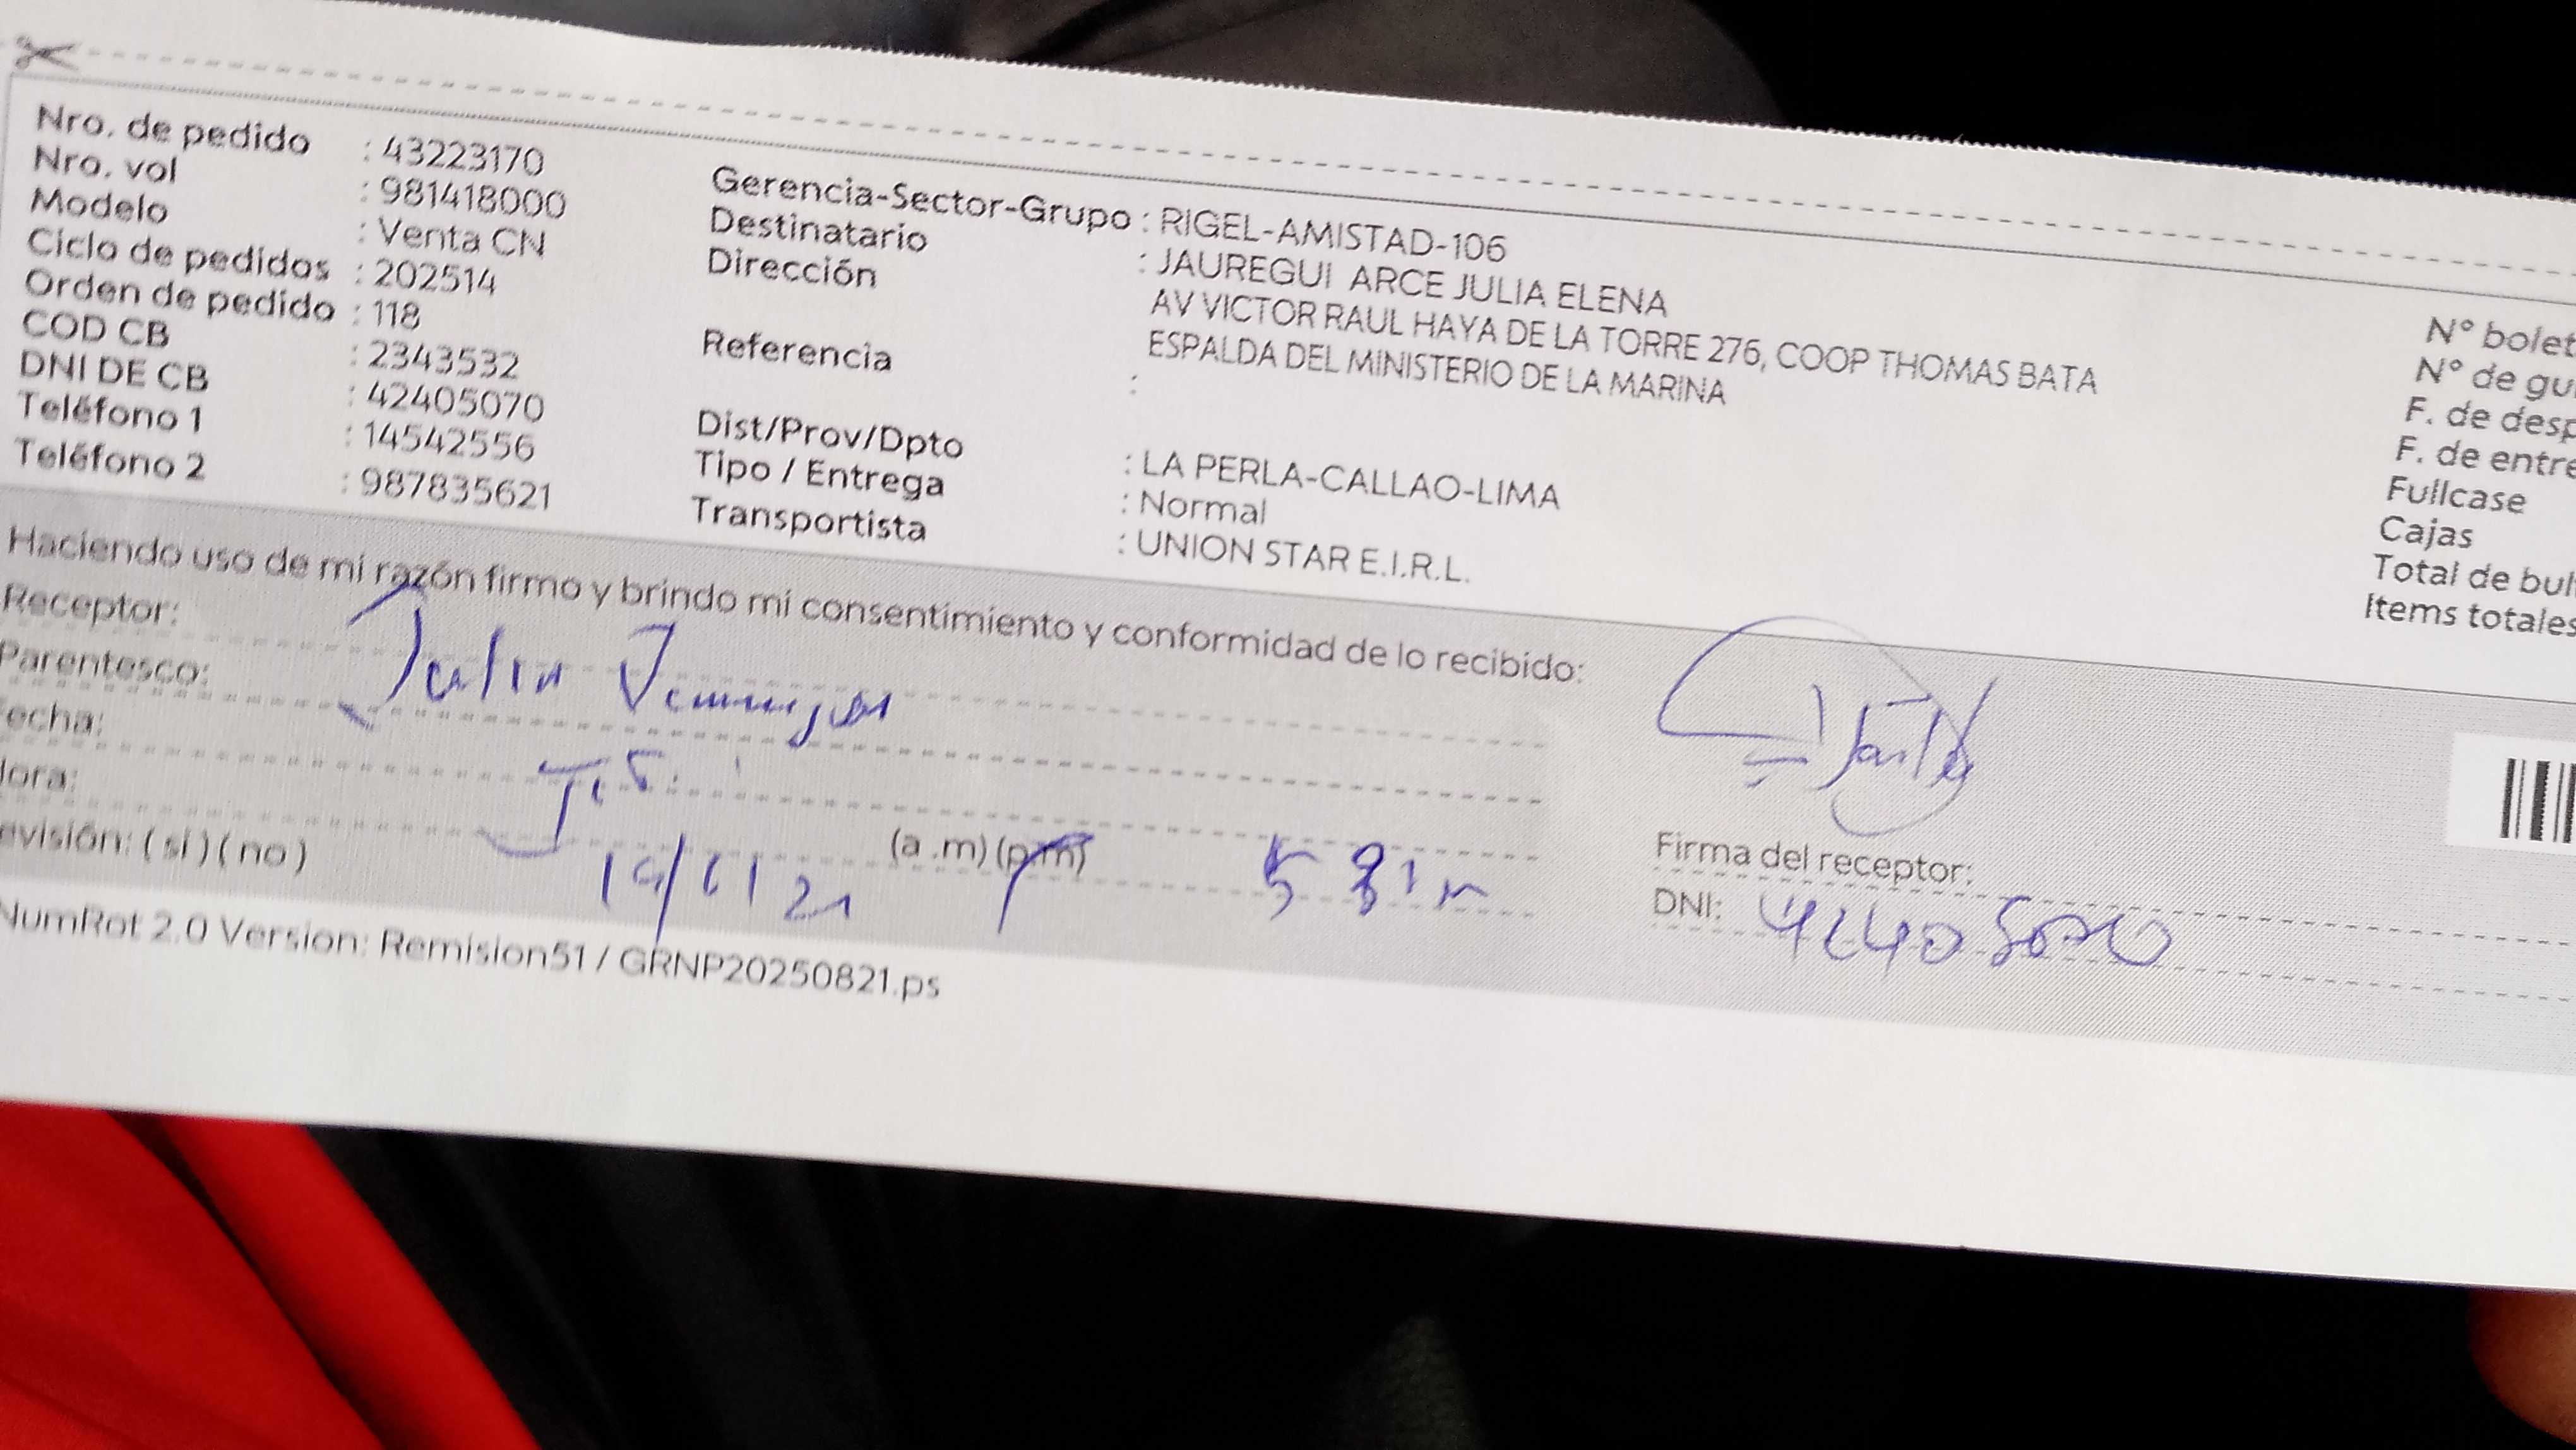 Nro. de pedido : 43223170
Nro. vol : 981418000
Modelo : Venta CN
Ciclo de pedidos : 202514
Orden de pedido : 118
COD CB : 2343532
DNI DE CB : 42405070
Teléfono 1 : 14542556
Teléfono 2 : 987835621
Gerencia-Sector-Grupo : RIGEL-AMISTAD-106
Destinatario : JAUREGUI ARCE JULIA ELENA
Dirección
AV VICTOR RAUL HAYA DE LA TORRE 276, COOP THOMAS BATA
ESPALDA DEL MINISTERIO DE LA MARINA
Referencia :
Dist/Prov/Dpto : LA PERLA-CALLAO-LIMA
Tipo / Entrega : Normal
Transportista : UNION STAR E.I.R.L.
N° bolet
N° de gu
F. de desp
F. de entre
Fullcase
Cajas
Total de bul
Items totales
Haciendo uso de mi razón firmo y brindo mi consentimiento y conformidad de lo recibido:
Receptor: Julia
Parentesco:
echa:
ora:
(a .m) (p.m)
evisión: ( sí ) ( no )
Firma del receptor:
DNI:
NumRot 2.0 Version: Remision51 / GRNP20250821.ps